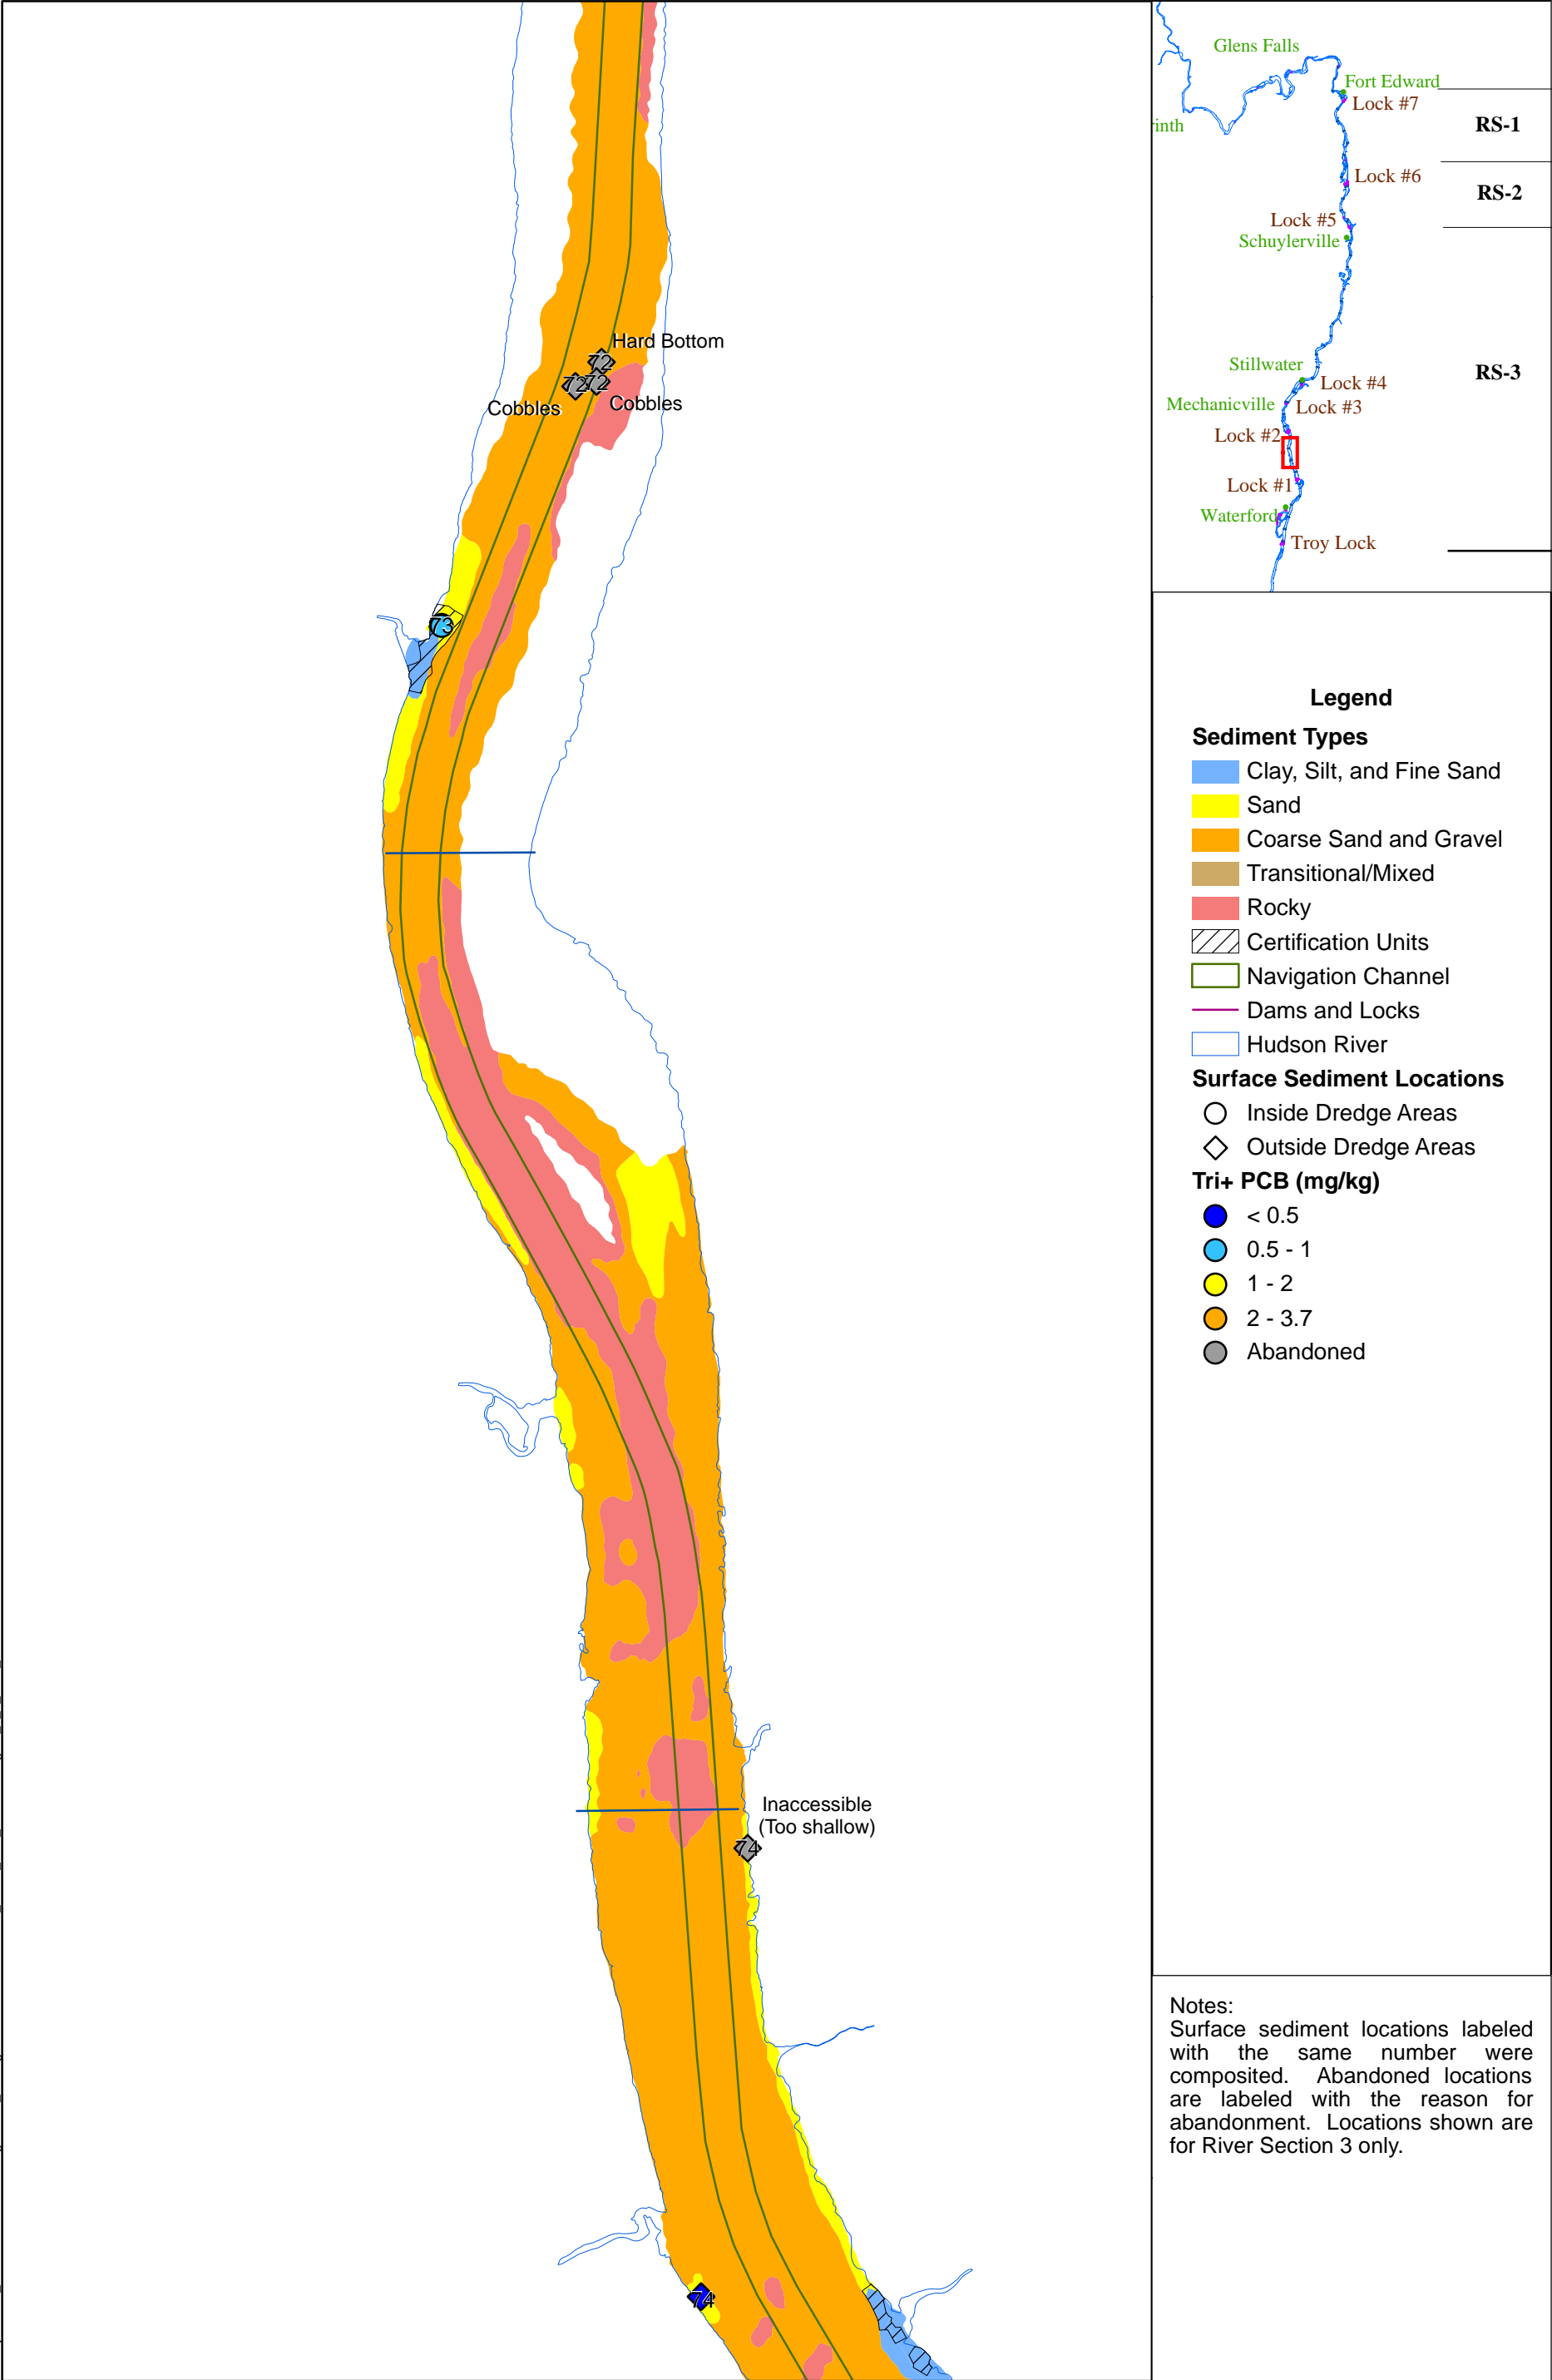 Hard Bottom
72
72
72
Cobbles
Cobbles
73
Inaccessible
(Too shallow)
74
74
Glens Falls
Fort Edward
Lock #7
rinth
RS-1
Lock #6
RS-2
Lock #5
Schuylerville
Stillwater
RS-3
Lock #4
Mechanicville
Lock #3
Lock #2
Lock #1
Waterford
Troy Lock
Legend
Sediment Types
Clay, Silt, and Fine Sand
Sand
Coarse Sand and Gravel
Transitional/Mixed
Rocky
Certification Units
Navigation Channel
Dams and Locks
Hudson River
Surface Sediment Locations
Inside Dredge Areas
Outside Dredge Areas
Tri+ PCB (mg/kg)
< 0.5
0.5 - 1
1 - 2
2 - 3.7
Abandoned
Notes:
Surface sediment locations labeled
with the same number were
composited. Abandoned locations
are labeled with the reason for
abandonment. Locations shown are
for River Section 3 only.